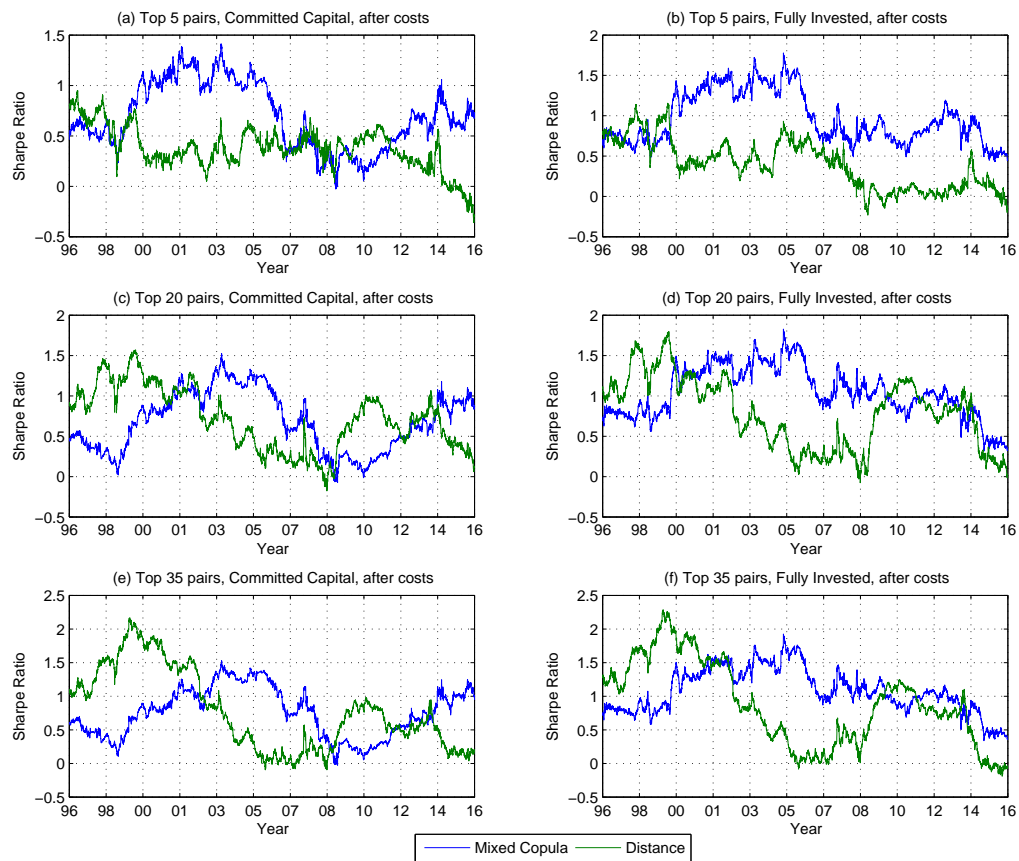 (a) Top 5 pairs, Committed Capital, after costs
Sharpe Ratio
1.5
1
0.5
0
−0.5
96 98 00 01 03 05 07 08 10 12 14 16
Year
(b) Top 5 pairs, Fully Invested, after costs
Sharpe Ratio
2
1.5
1
0.5
0
−0.5
96 98 00 01 03 05 07 08 10 12 14 16
Year
(c) Top 20 pairs, Committed Capital, after costs
Sharpe Ratio
2
1.5
1
0.5
0
−0.5
96 98 00 01 03 05 07 08 10 12 14 16
Year
(d) Top 20 pairs, Fully Invested, after costs
Sharpe Ratio
2
1.5
1
0.5
0
−0.5
96 98 00 01 03 05 07 08 10 12 14 16
Year
(e) Top 35 pairs, Committed Capital, after costs
Sharpe Ratio
2.5
2
1.5
1
0.5
0
−0.5
96 98 00 01 03 05 07 08 10 12 14 16
Year
(f) Top 35 pairs, Fully Invested, after costs
Sharpe Ratio
2.5
2
1.5
1
0.5
0
−0.5
96 98 00 01 03 05 07 08 10 12 14 16
Year
Mixed Copula Distance